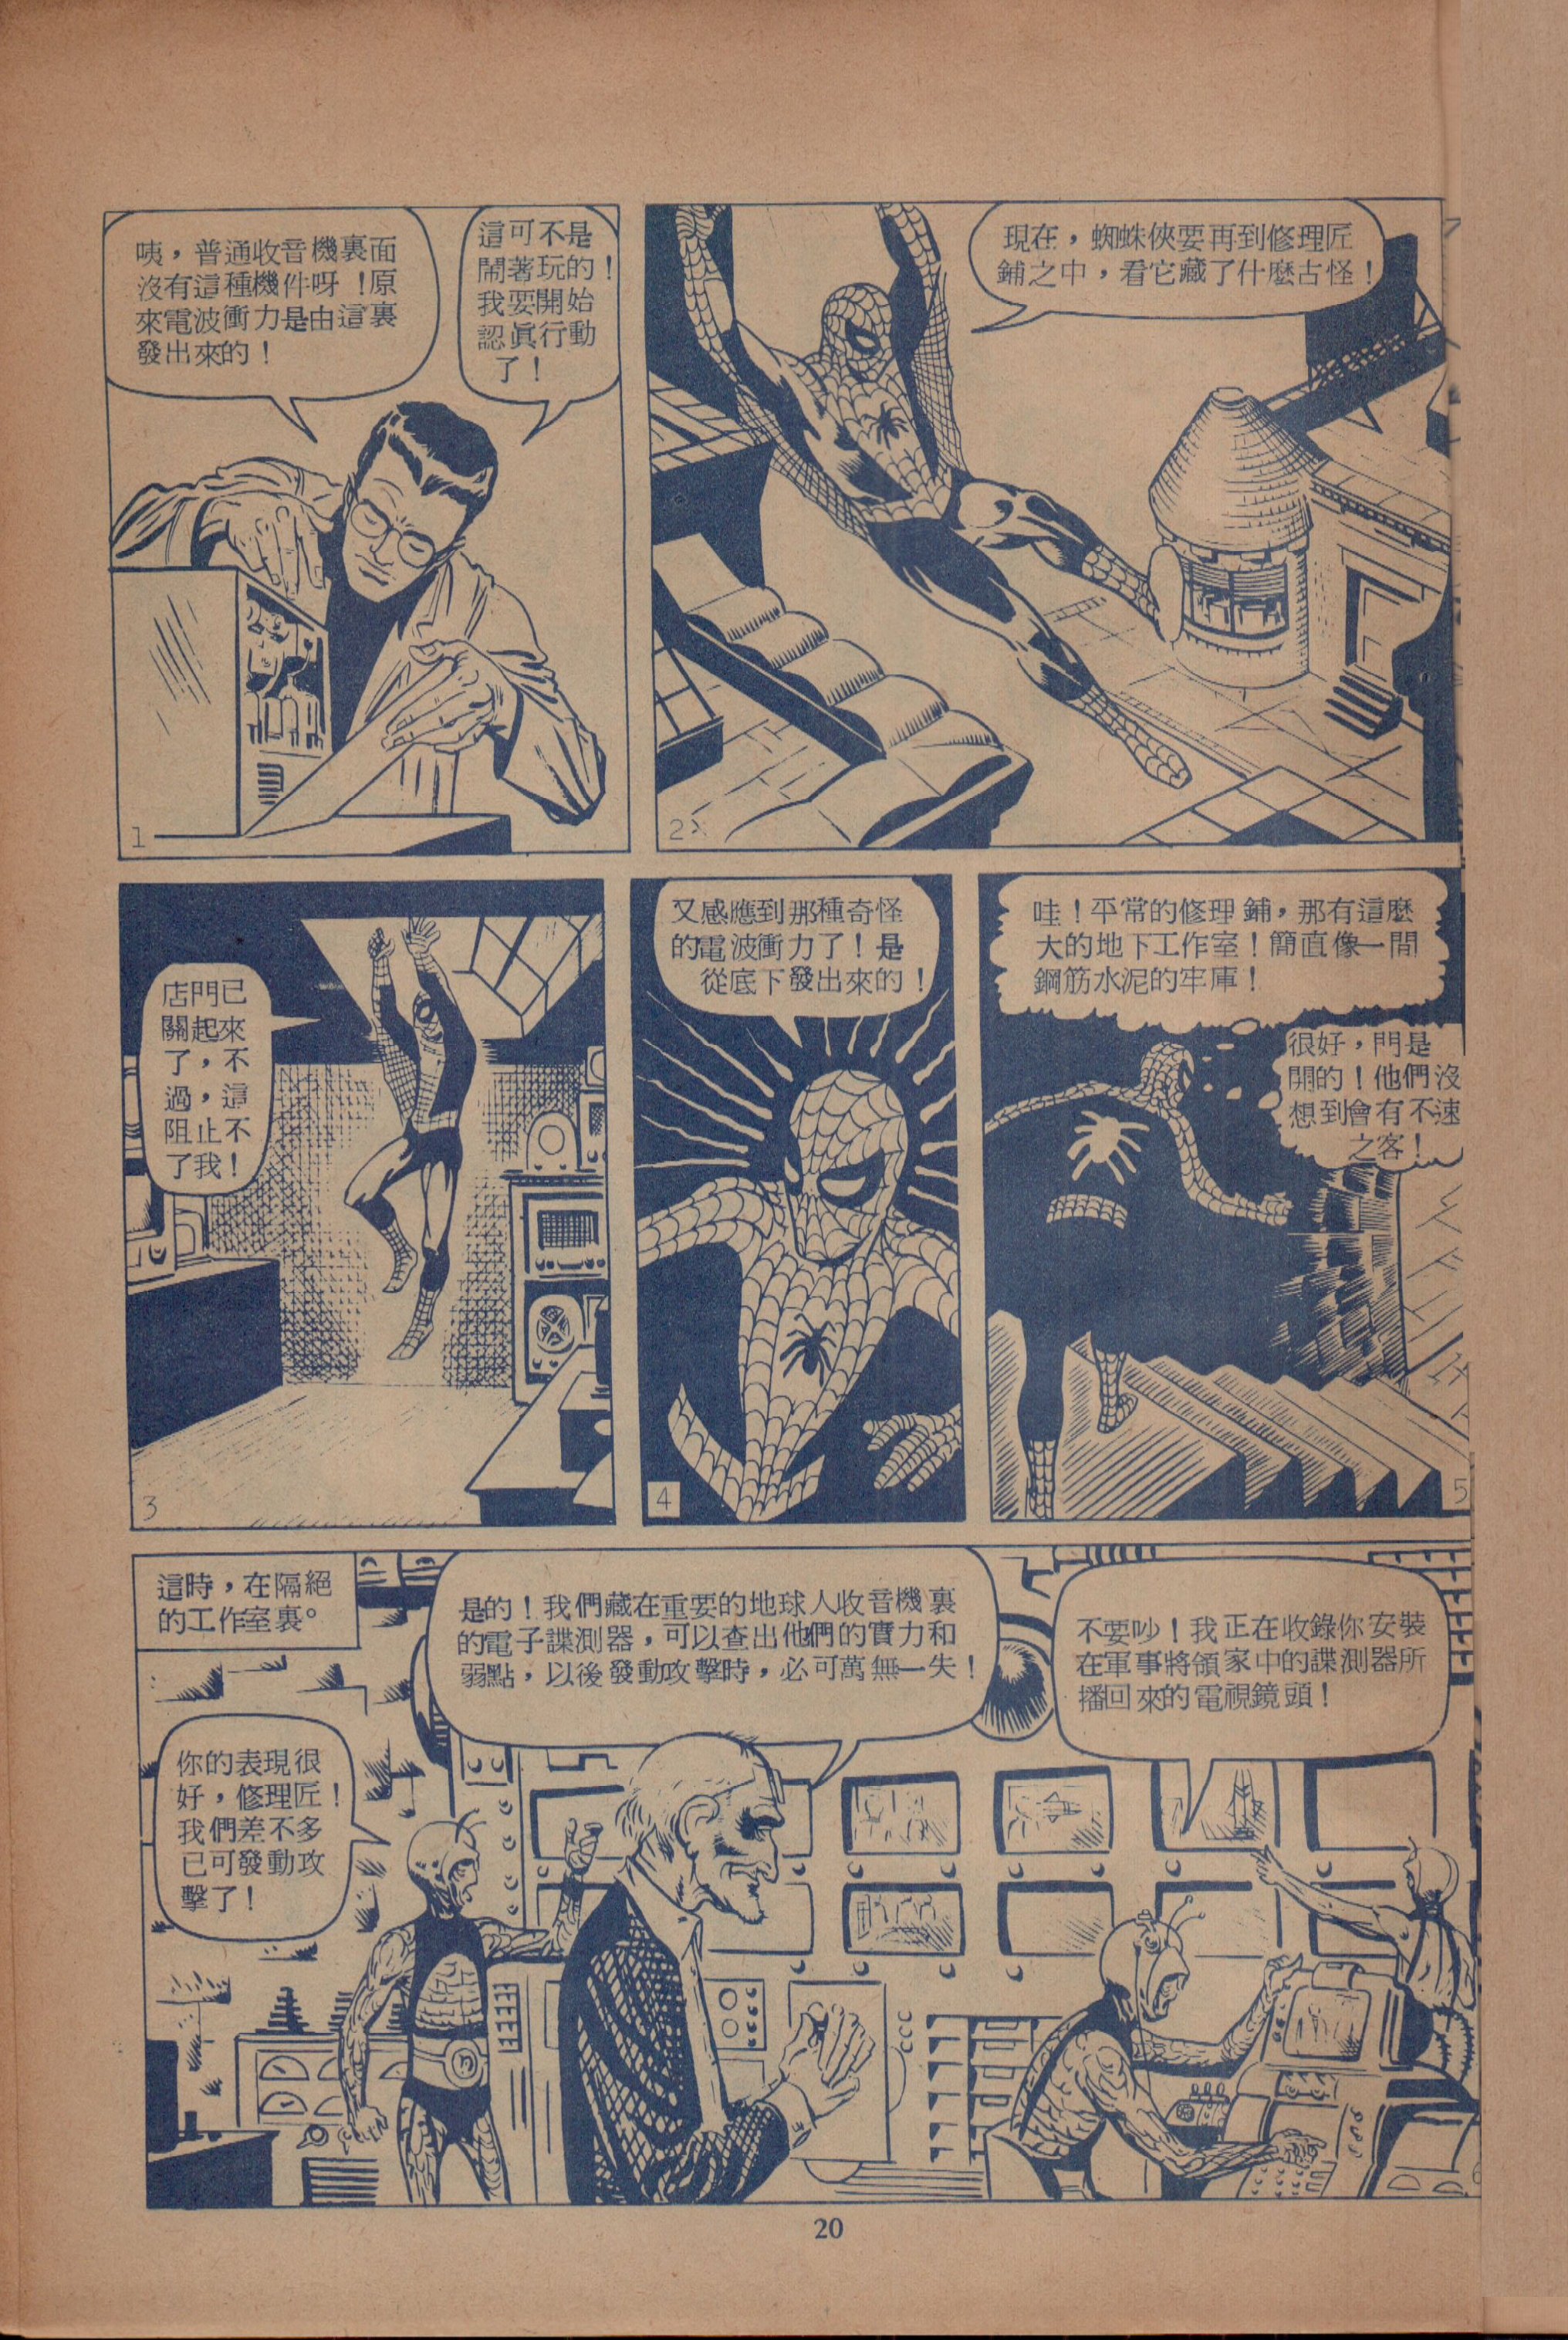 咦，普通收音機裏面
沒有這種機件呀！原
來電波衝力是由這裏
發出來的！
這可不是
鬧著玩的！
我要開始
認眞行動
了！
1
現在，蜘蛛俠要再到修理匠
鋪之中，看它藏了什麼古怪！
2
店門已
關起來
了，不
過，這
阻止不
了我！
3
又感應到那種奇怪
的電波衝力了！是
從底下發出來的！
4
哇！平常的修理鋪，那有這麼
大的地下工作室！簡直像一間
鋼筋水泥的牢庫！
很好，門是
開的！他們沒
想到會有不速
之客！
5
這時，在隔絕
的工作室裏。
你的表現很
好，修理匠！
我們差不多
已可發動攻
擊了！
是的！我們藏在重要的地球人收音機裏
的電子諜測器，可以查出他們的實力和
弱點，以後發動攻擊時，必可萬無一失！
不要吵！我正在收錄你安裝
在軍事將領家中的諜測器所
播回來的電視鏡頭！
6
20